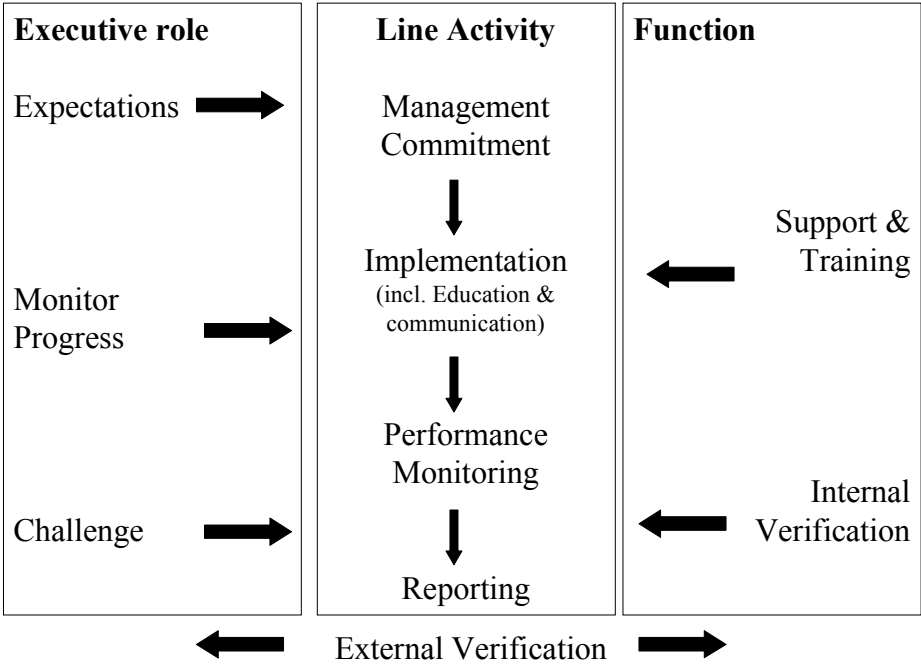 Executive role
Expectations
Monitor
Progress
Challenge
Line Activity
Management
Commitment
Implementation
(incl. Education &
communication)
Performance
Monitoring
Reporting
Function
Support &
Training
Internal
Verification
External Verification